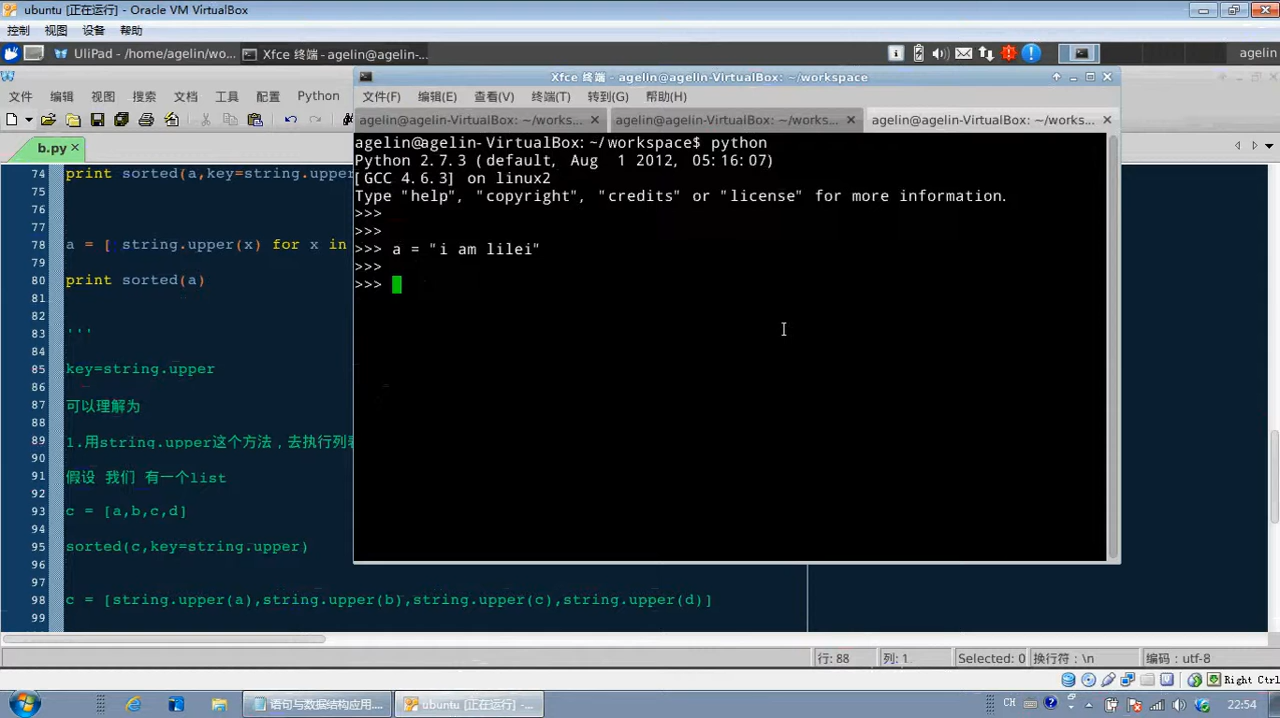 ubuntu [正在运行] - Oracle VM VirtualBox
控制 视图 设备 帮助
UliPad - /home/agelin/wo... Xfce 终端 - agelin@agelin-... agelin
Xfce 终端 - agelin@agelin-VirtualBox: ~/workspace
文件 编辑 视图 搜索 文档 工具 配置 Python
文件(F) 编辑(E) 查看(V) 终端(T) 转到(G) 帮助(H)
agelin@agelin-VirtualBox: ~/works... agelin@agelin-VirtualBox: ~/works... agelin@agelin-VirtualBox: ~/works...
b.py
agelin@agelin-VirtualBox:~/workspace$ python
Python 2.7.3 (default, Aug 1 2012, 05:16:07)
[GCC 4.6.3] on linux2
Type "help", "copyright", "credits" or "license" for more information.
>>>
>>>
>>> a = "i am lilei"
>>>
>>>
74 print sorted(a,key=string.uppe
75
76
77
78 a = [ string.upper(x) for x in
79
80 print sorted(a)
81
82
83 '''
84
85 key=string.upper
86
87 可以理解为
88
89 1.用string.upper这个方法，去执行列
90
91 假设 我们 有一个list
92
93 c = [a,b,c,d]
94
95 sorted(c,key=string.upper)
96
97
98 c = [string.upper(a),string.upper(b),string.upper(c),string.upper(d)]
99
行: 88 列: 1 Selected: 0 换行符：\n 编码：utf-8
Right Ctrl
语句与数据结构应用... ubuntu [正在运行] -... CH 22:54